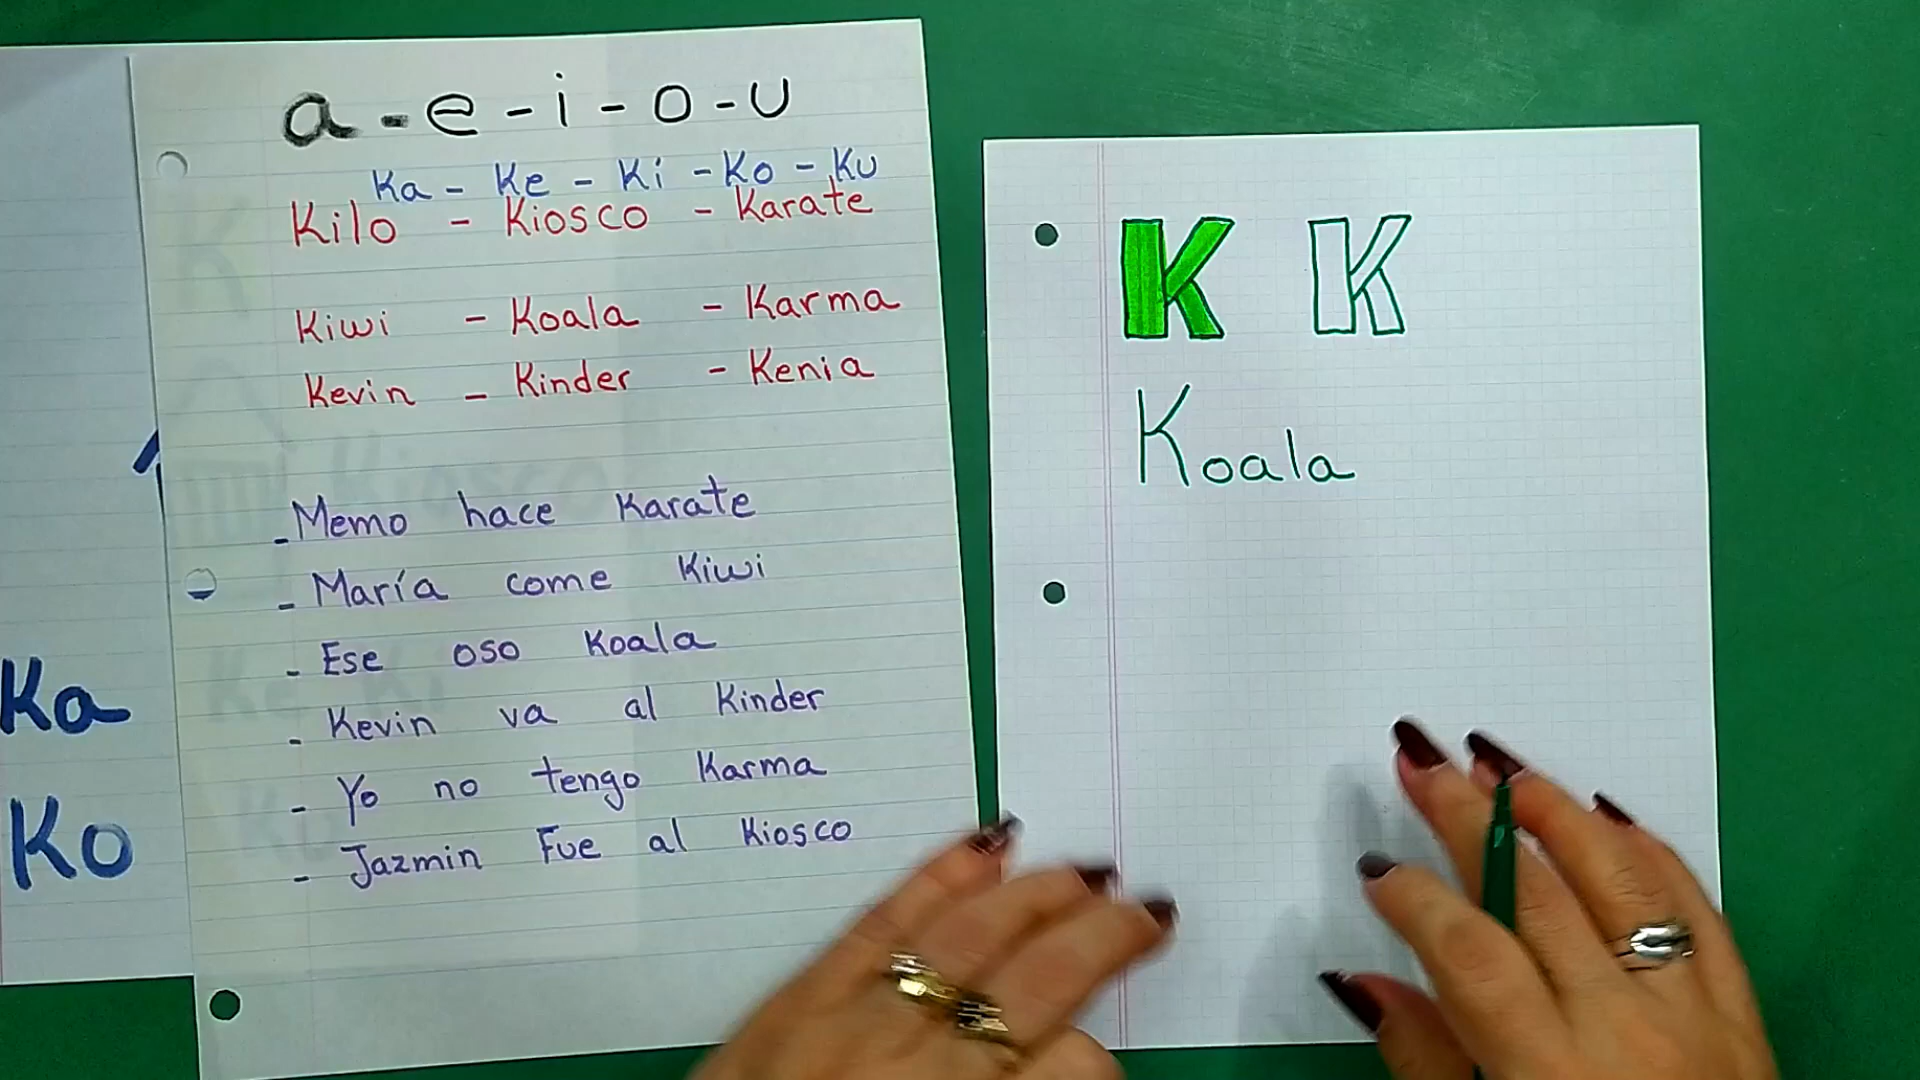 a - e - i - o - u
Ka - Ke - Ki - Ko - Ku
Kilo - Kiosco - Karate
Kiwi - Koala - Karma
Kevin - Kinder - Kenia
- Memo hace Karate
- María come Kiwi
- Ese oso Koala
- Kevin va al Kinder
- Yo no tengo Karma
- Jazmin Fue al Kiosco
Ka
Ko
K K
Koala